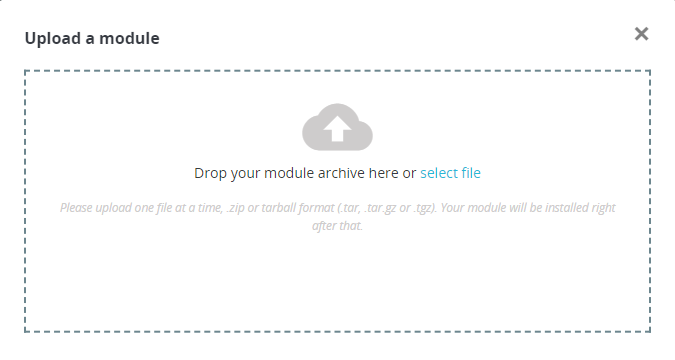 Upload a module
Drop your module archive here or select file
Please upload one file at a time, .zip or tarball format (.tar, .tar.gz or .tgz). Your module will be installed right
after that.